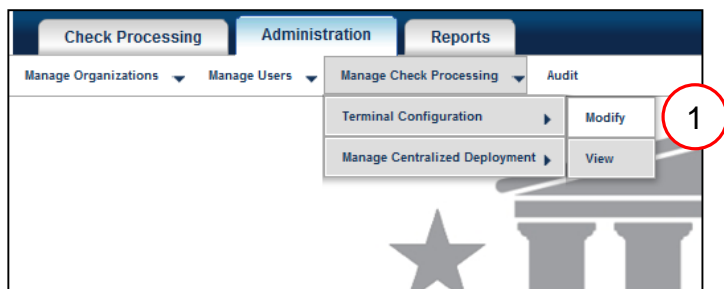 Check Processing Administration Reports
Manage Organizations Manage Users Manage Check Processing Audit
Terminal Configuration Modify 1
Manage Centralized Deployment View